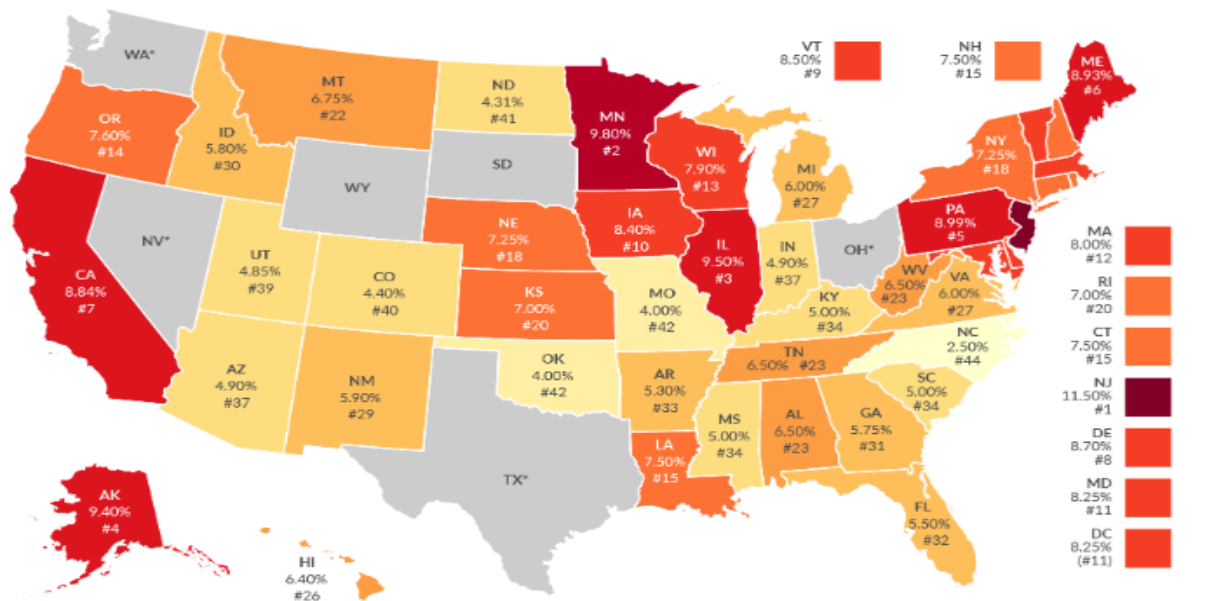 WA*
VT
8.50%
#9
NH
7.50%
#15
ME
8.93%
#6
MT
6.75%
#22
ND
4.31%
#41
MN
9.80%
#2
OR
7.60%
#14
ID
5.80%
#30
WI
7.90%
#13
NY
7.25%
#18
SD
MI
6.00%
#27
WY
NE
7.25%
#18
IA
8.40%
#10
PA
8.99%
#5
NV*
UT
4.85%
#39
CO
4.40%
#40
IL
9.50%
#3
IN
4.90%
#37
OH*
MA
8.00%
#12
CA
8.84%
#7
KS
7.00%
#20
MO
4.00%
#42
KY
5.00%
#34
WV
6.50%
#23
VA
6.00%
#27
RI
7.00%
#20
NC
2.50%
#44
CT
7.50%
#15
AZ
4.90%
#37
NM
5.90%
#29
OK
4.00%
#42
AR
5.30%
#33
TN
6.50% #23
SC
5.00%
#34
NJ
11.50%
#1
MS
5.00%
#34
AL
6.50%
#23
GA
5.75%
#31
DE
8.70%
#8
LA
7.50%
#15
TX*
MD
8.25%
#11
AK
9.40%
#4
FL
5.50%
#32
DC
8.25%
(#11)
HI
6.40%
#26